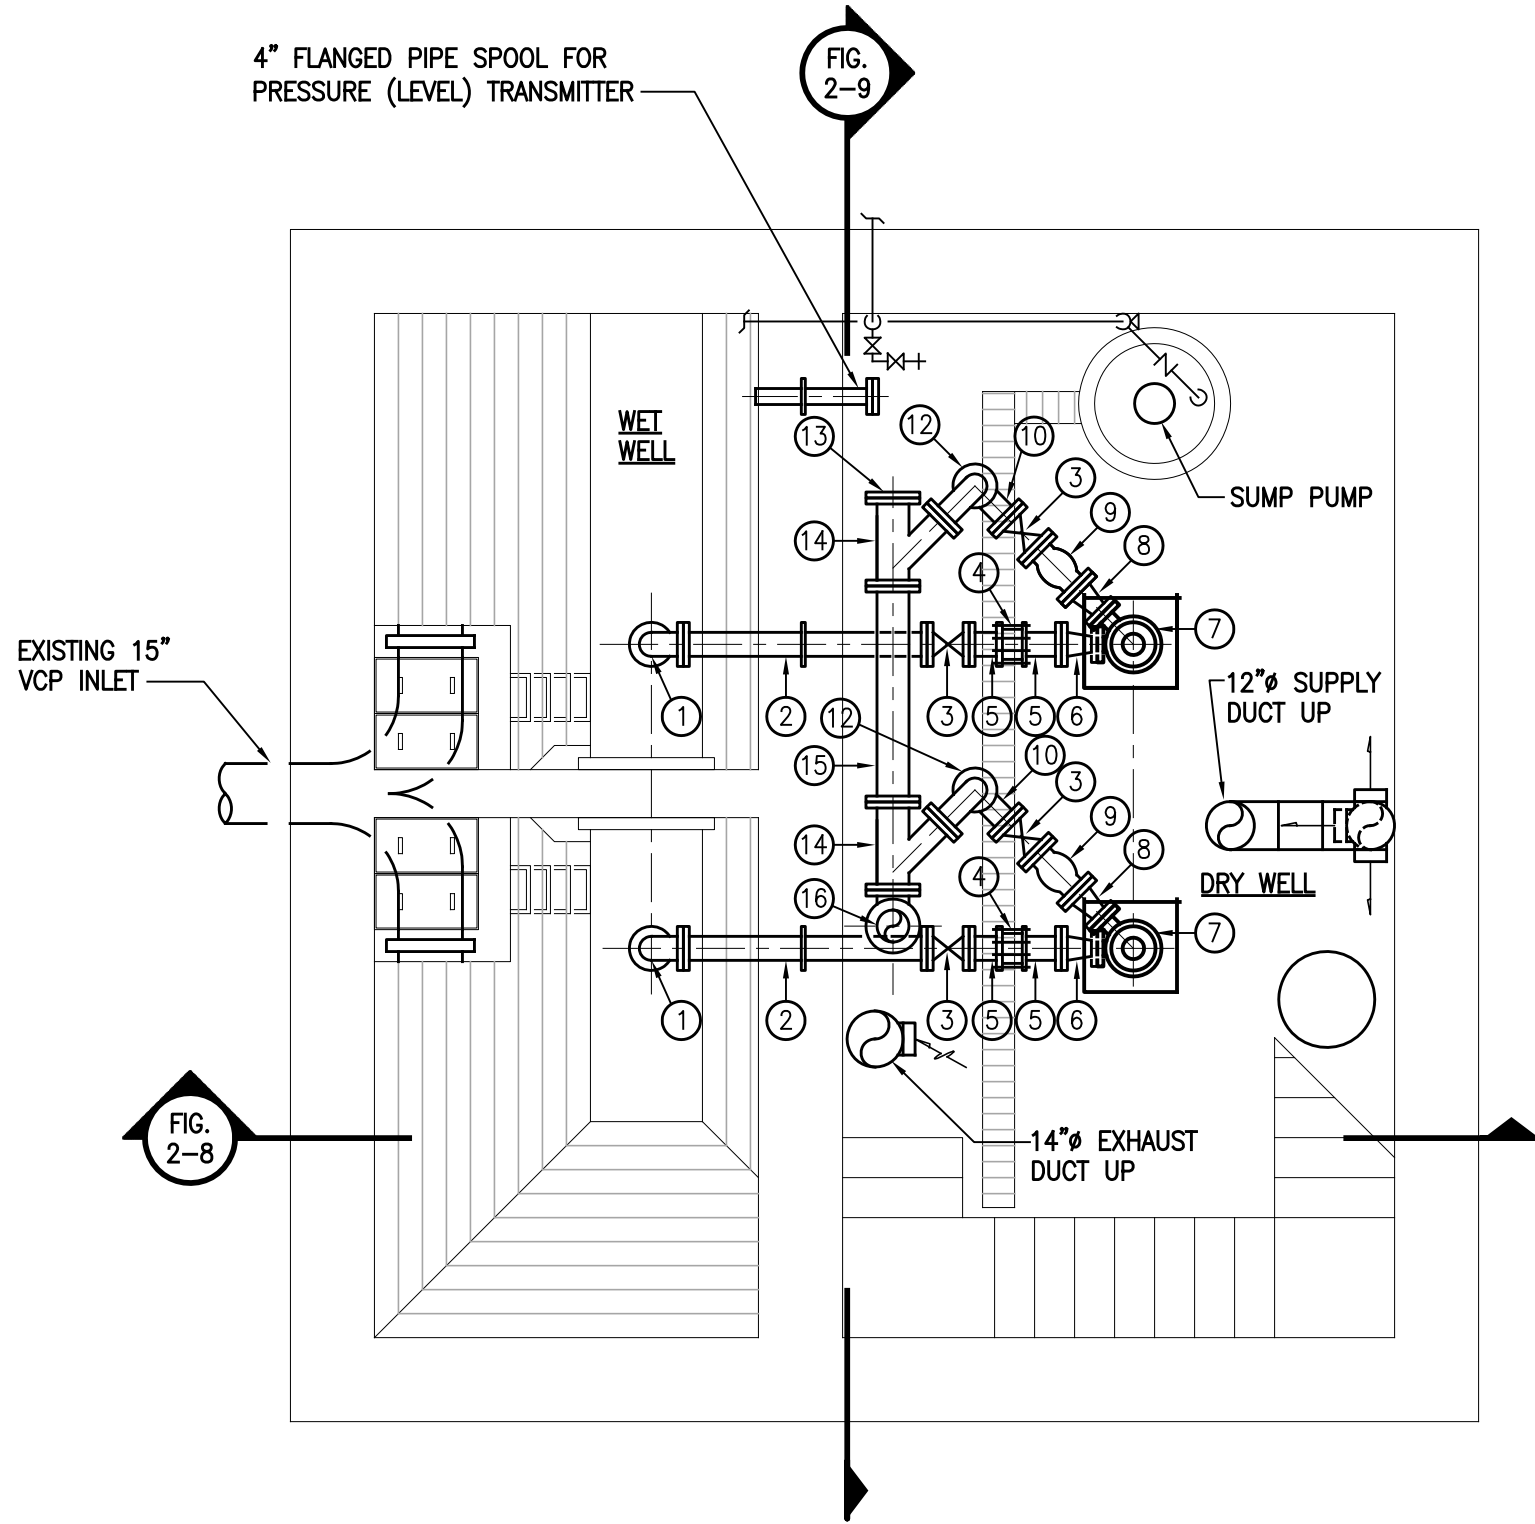 4" FLANGED PIPE SPOOL FOR
PRESSURE (LEVEL) TRANSMITTER
FIG.
2-9
WET
WELL
13
12
10
3
9
8
14
4
SUMP PUMP
7
EXISTING 15"
VCP INLET
1
2
12
3
5
5
6
12"ø SUPPLY
DUCT UP
15
10
3
9
8
14
4
DRY WELL
16
7
1
2
3
5
5
6
FIG.
2-8
14"ø EXHAUST
DUCT UP